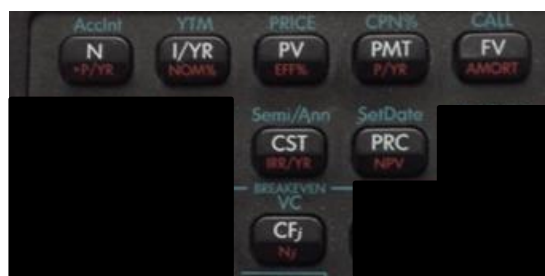 AccInt YTM PRICE CPN% CALL
N I/YR PV PMT FV
×P/YR NOM% EFF% P/YR AMORT
Semi/Ann SetDate
CST PRC
IRR/YR NPV
BREAKEVEN
VC
CFj
Nj